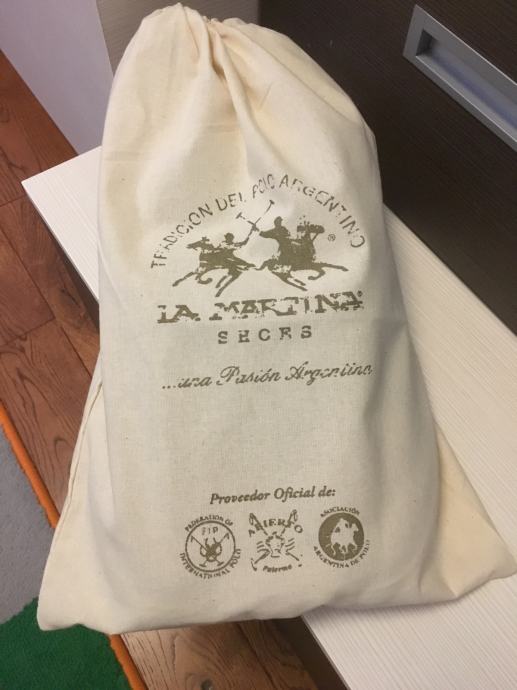 TRADICION DEL POLO ARGENTINO
®
LA MARTINA®
SHOES
...una Pasión Argentina
Proveedor Oficial de:
FEDERATION OF
FIP
INTERNATIONAL POLO
ABIERTO
Palermo
ASOCIACIÓN
ARGENTINA DE POLO